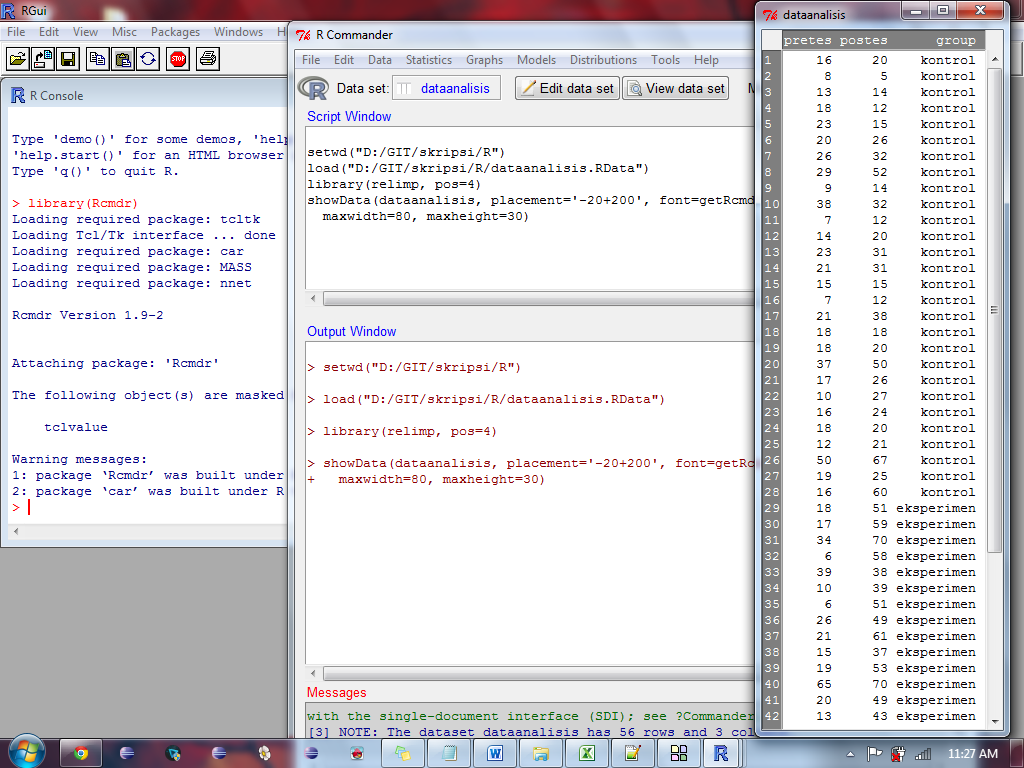 RGui
File Edit View Misc Packages Windows H
STOP
R Console
Type 'demo()' for some demos, 'help
'help.start()' for an HTML browser
Type 'q()' to quit R.
> library(Rcmdr)
Loading required package: tcltk
Loading Tcl/Tk interface ... done
Loading required package: car
Loading required package: MASS
Loading required package: nnet
Rcmdr Version 1.9-2
Attaching package: 'Rcmdr'
The following object(s) are masked
tclvalue
Warning messages:
1: package ‘Rcmdr’ was built under
2: package ‘car’ was built under R
>
R Commander
File Edit Data Statistics Graphs Models Distributions Tools Help
Data set: dataanalisis Edit data set View data set M
Script Window
setwd("D:/GIT/skripsi/R")
load("D:/GIT/skripsi/R/dataanalisis.RData")
library(relimp, pos=4)
showData(dataanalisis, placement='-20+200', font=getRcmd
maxwidth=80, maxheight=30)
Output Window
> setwd("D:/GIT/skripsi/R")
> load("D:/GIT/skripsi/R/dataanalisis.RData")
> library(relimp, pos=4)
> showData(dataanalisis, placement='-20+200', font=getRc
+ maxwidth=80, maxheight=30)
Messages
with the single-document interface (SDI); see ?Commander
[3] NOTE: The dataset dataanalisis has 56 rows and 3 col
dataanalisis
pretes postes group
1 16 20 kontrol
2 8 5 kontrol
3 13 14 kontrol
4 18 12 kontrol
5 23 15 kontrol
6 20 26 kontrol
7 26 32 kontrol
8 29 52 kontrol
9 9 14 kontrol
10 38 32 kontrol
11 7 12 kontrol
12 14 20 kontrol
13 23 31 kontrol
14 21 31 kontrol
15 15 15 kontrol
16 7 12 kontrol
17 21 38 kontrol
18 18 18 kontrol
19 18 20 kontrol
20 37 50 kontrol
21 17 26 kontrol
22 10 27 kontrol
23 16 24 kontrol
24 18 20 kontrol
25 12 21 kontrol
26 50 67 kontrol
27 19 25 kontrol
28 16 60 kontrol
29 18 51 eksperimen
30 17 59 eksperimen
31 34 70 eksperimen
32 6 58 eksperimen
33 39 38 eksperimen
34 10 39 eksperimen
35 6 51 eksperimen
36 26 49 eksperimen
37 21 61 eksperimen
38 15 37 eksperimen
39 19 53 eksperimen
40 65 70 eksperimen
41 20 49 eksperimen
42 13 43 eksperimen
11:27 AM